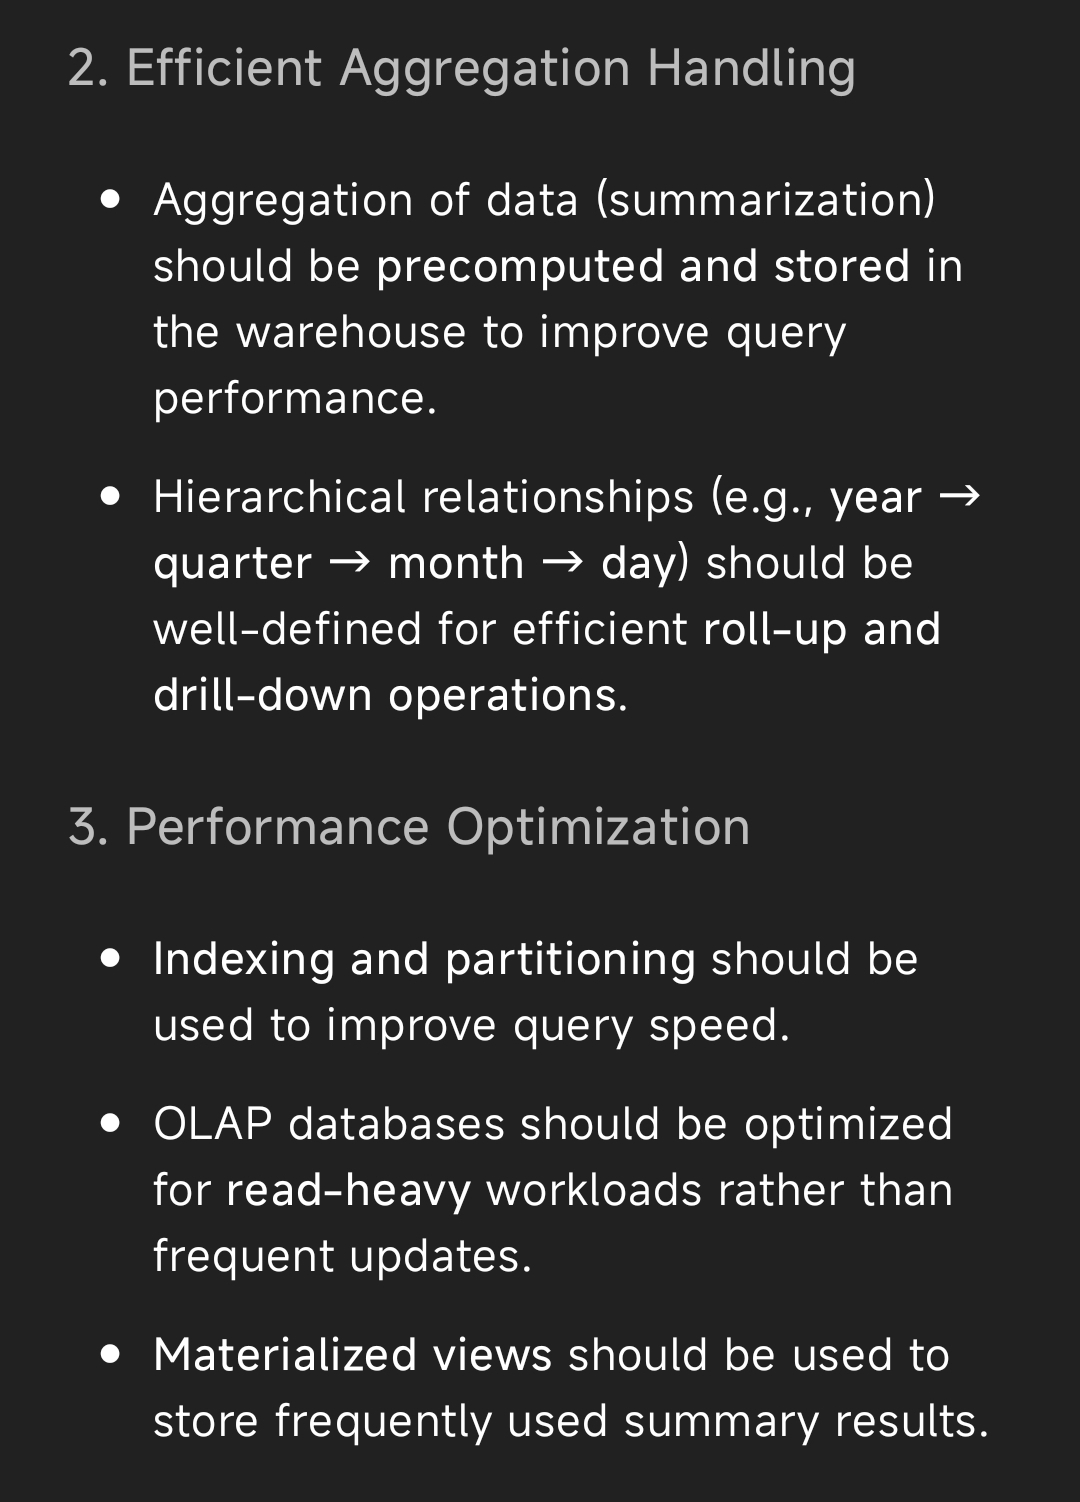 2. Efficient Aggregation Handling
• Aggregation of data (summarization)
should be precomputed and stored in
the warehouse to improve query
performance.
• Hierarchical relationships (e.g., year →
quarter → month → day) should be
well-defined for efficient roll-up and
drill-down operations.
3. Performance Optimization
• Indexing and partitioning should be
used to improve query speed.
• OLAP databases should be optimized
for read-heavy workloads rather than
frequent updates.
• Materialized views should be used to
store frequently used summary results.